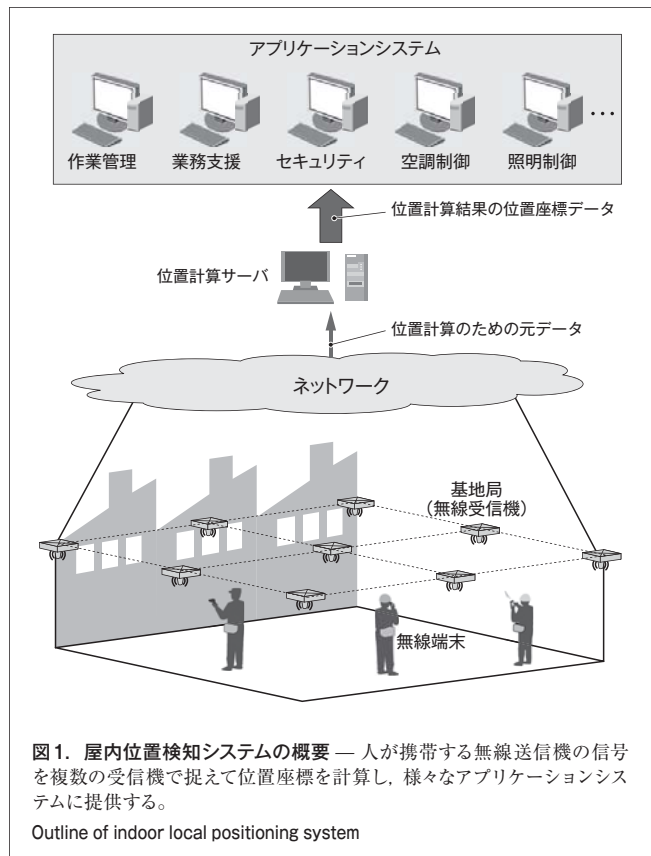 アプリケーションシステム
作業管理 業務支援 セキュリティ 空調制御 照明制御 …
位置計算結果の位置座標データ
位置計算サーバ
位置計算のための元データ
ネットワーク
基地局
(無線受信機)
無線端末
図1. 屋内位置検知システムの概要 — 人が携帯する無線送信機の信号
を複数の受信機で捉えて位置座標を計算し,様々なアプリケーションシス
テムに提供する。
Outline of indoor local positioning system